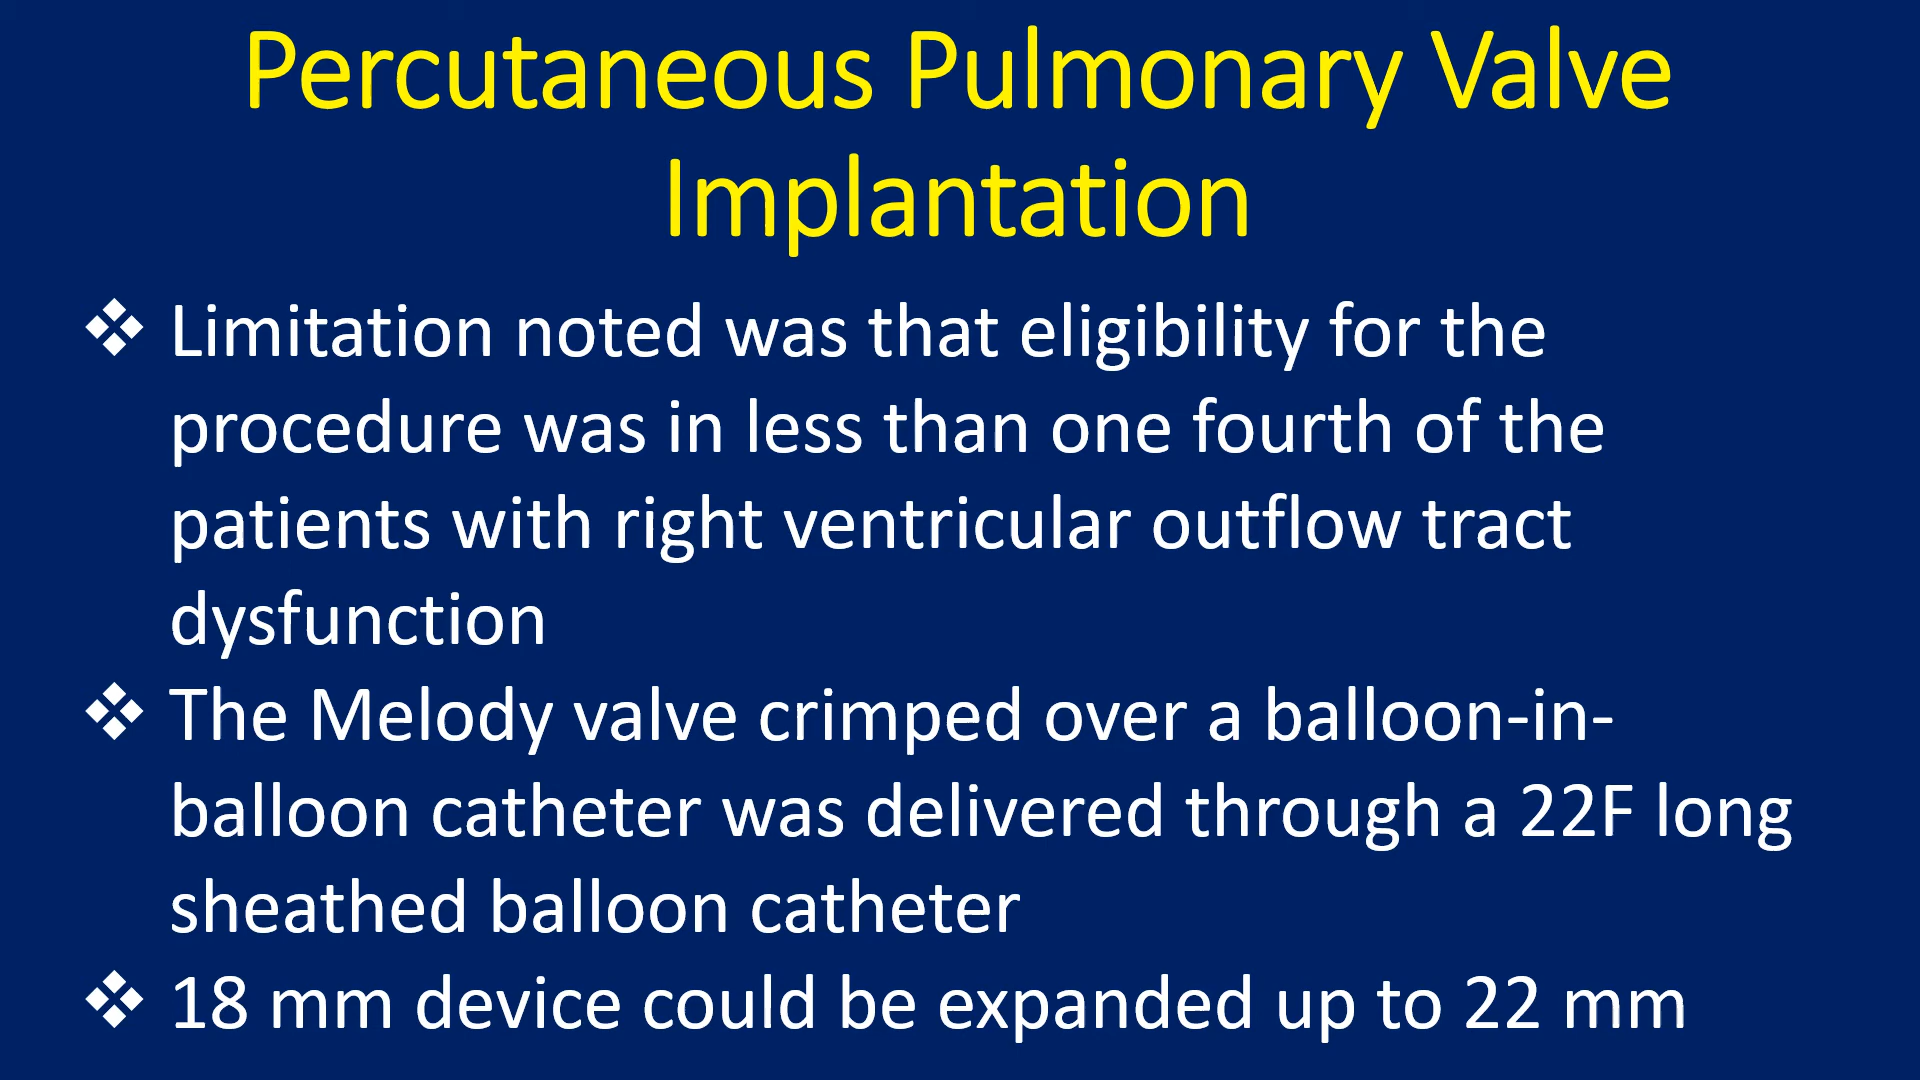 Percutaneous Pulmonary Valve
Implantation
❖ Limitation noted was that eligibility for the
procedure was in less than one fourth of the
patients with right ventricular outflow tract
dysfunction
❖ The Melody valve crimped over a balloon-in-
balloon catheter was delivered through a 22F long
sheathed balloon catheter
❖ 18 mm device could be expanded up to 22 mm